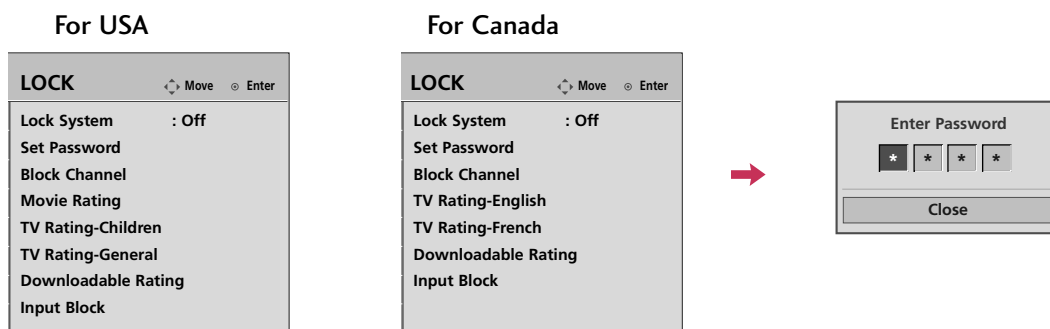 For USA
LOCK Move Enter
Lock System : Off
Set Password
Block Channel
Movie Rating
TV Rating-Children
TV Rating-General
Downloadable Rating
Input Block
For Canada
LOCK Move Enter
Lock System : Off
Set Password
Block Channel
TV Rating-English
TV Rating-French
Downloadable Rating
Input Block
Enter Password
* * * *
Close